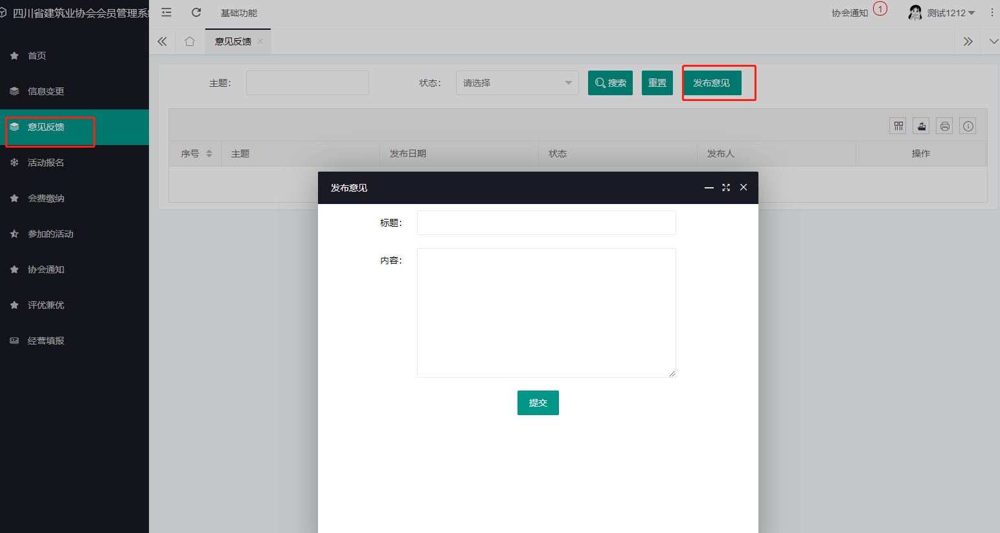 四川省建筑业协会会员管理系
基础功能
协会通知
1
测试1212
意见反馈
首页
信息变更
意见反馈
活动报名
会费缴纳
参加的活动
协会通知
评优兼优
经营填报
主题：
状态：
请选择
搜索
重置
发布意见
序号
主题
发布日期
状态
发布人
操作
发布意见
标题：
内容：
提交